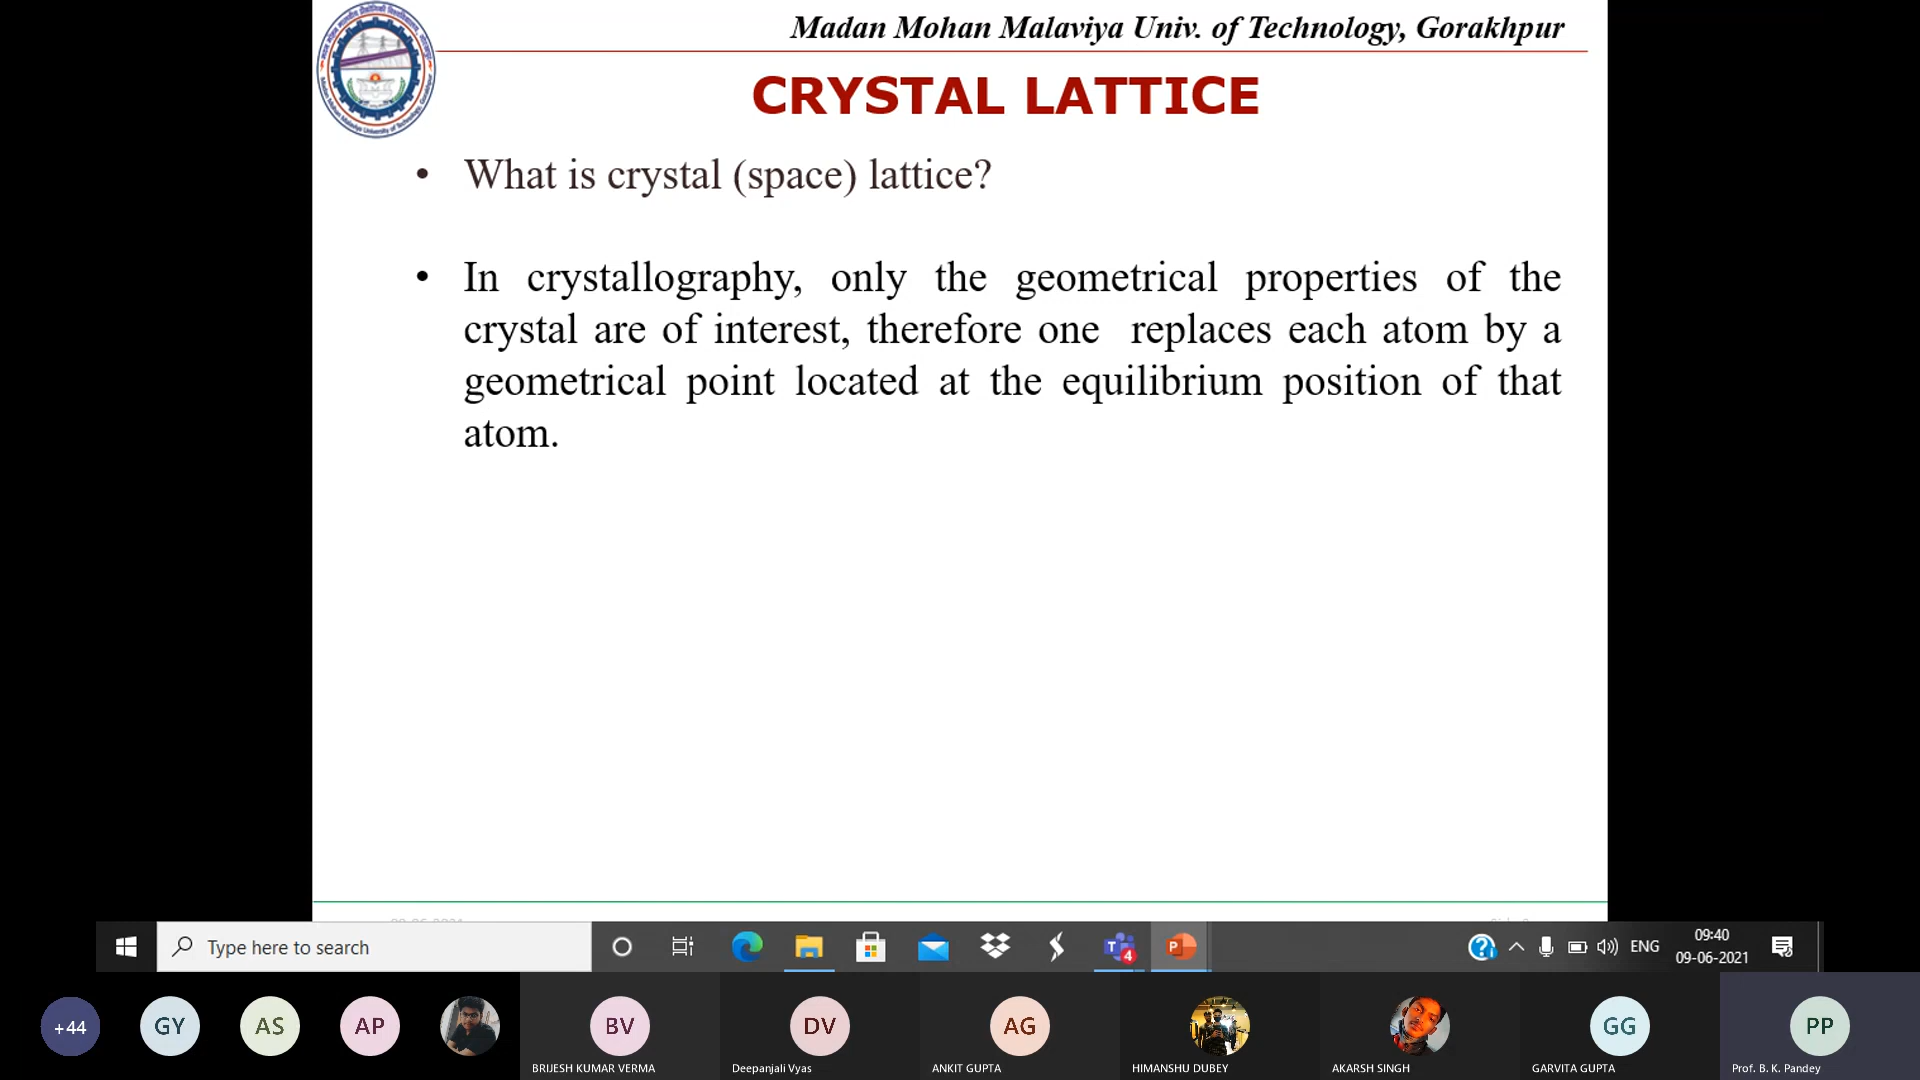 Madan Mohan Malaviya Univ. of Technology, Gorakhpur
CRYSTAL LATTICE
• What is crystal (space) lattice?
• In crystallography, only the geometrical properties of the
crystal are of interest, therefore one replaces each atom by a
geometrical point located at the equilibrium position of that
atom.
Type here to search
4
ENG
09:40
09-06-2021
+44
GY
AS
AP
BV
DV
AG
GG
PP
BRIJESH KUMAR VERMA
Deepanjali Vyas
ANKIT GUPTA
HIMANSHU DUBEY
AKARSH SINGH
GARVITA GUPTA
Prof. B. K. Pandey